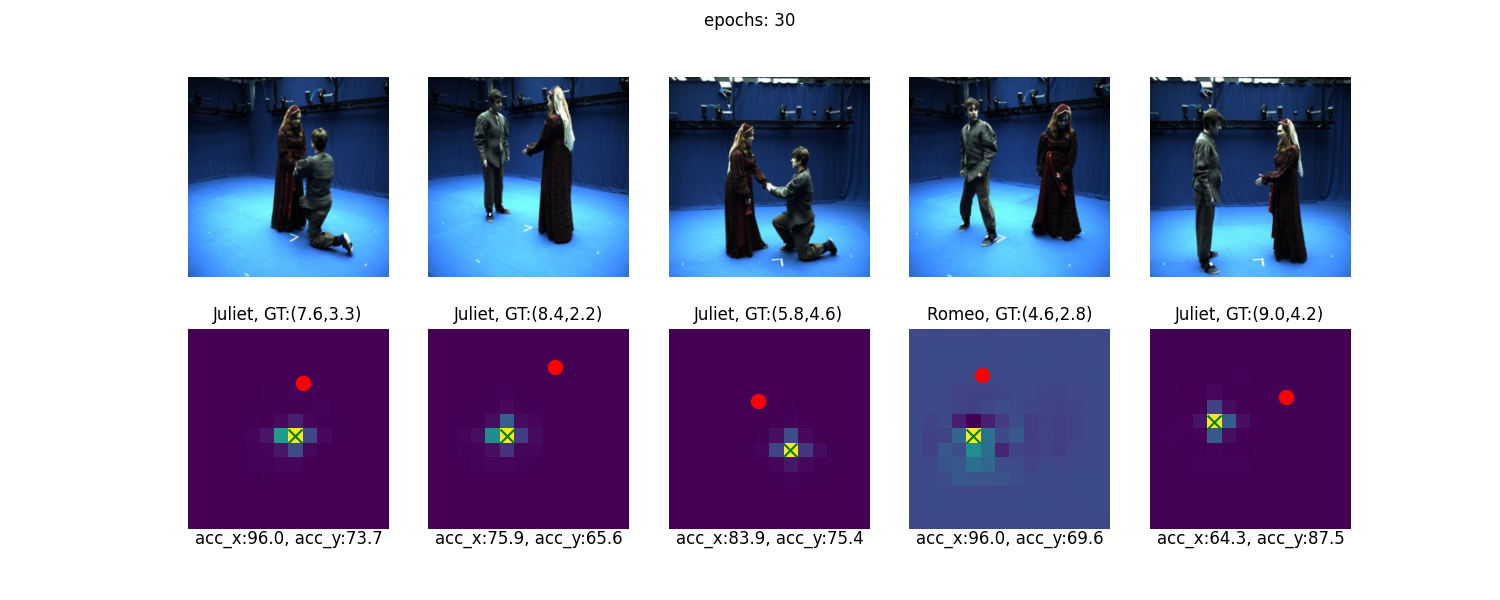 epochs: 30
Juliet, GT:(7.6,3.3)
Juliet, GT:(8.4,2.2)
Juliet, GT:(5.8,4.6)
Romeo, GT:(4.6,2.8)
Juliet, GT:(9.0,4.2)
acc_x:96.0, acc_y:73.7
acc_x:75.9, acc_y:65.6
acc_x:83.9, acc_y:75.4
acc_x:96.0, acc_y:69.6
acc_x:64.3, acc_y:87.5